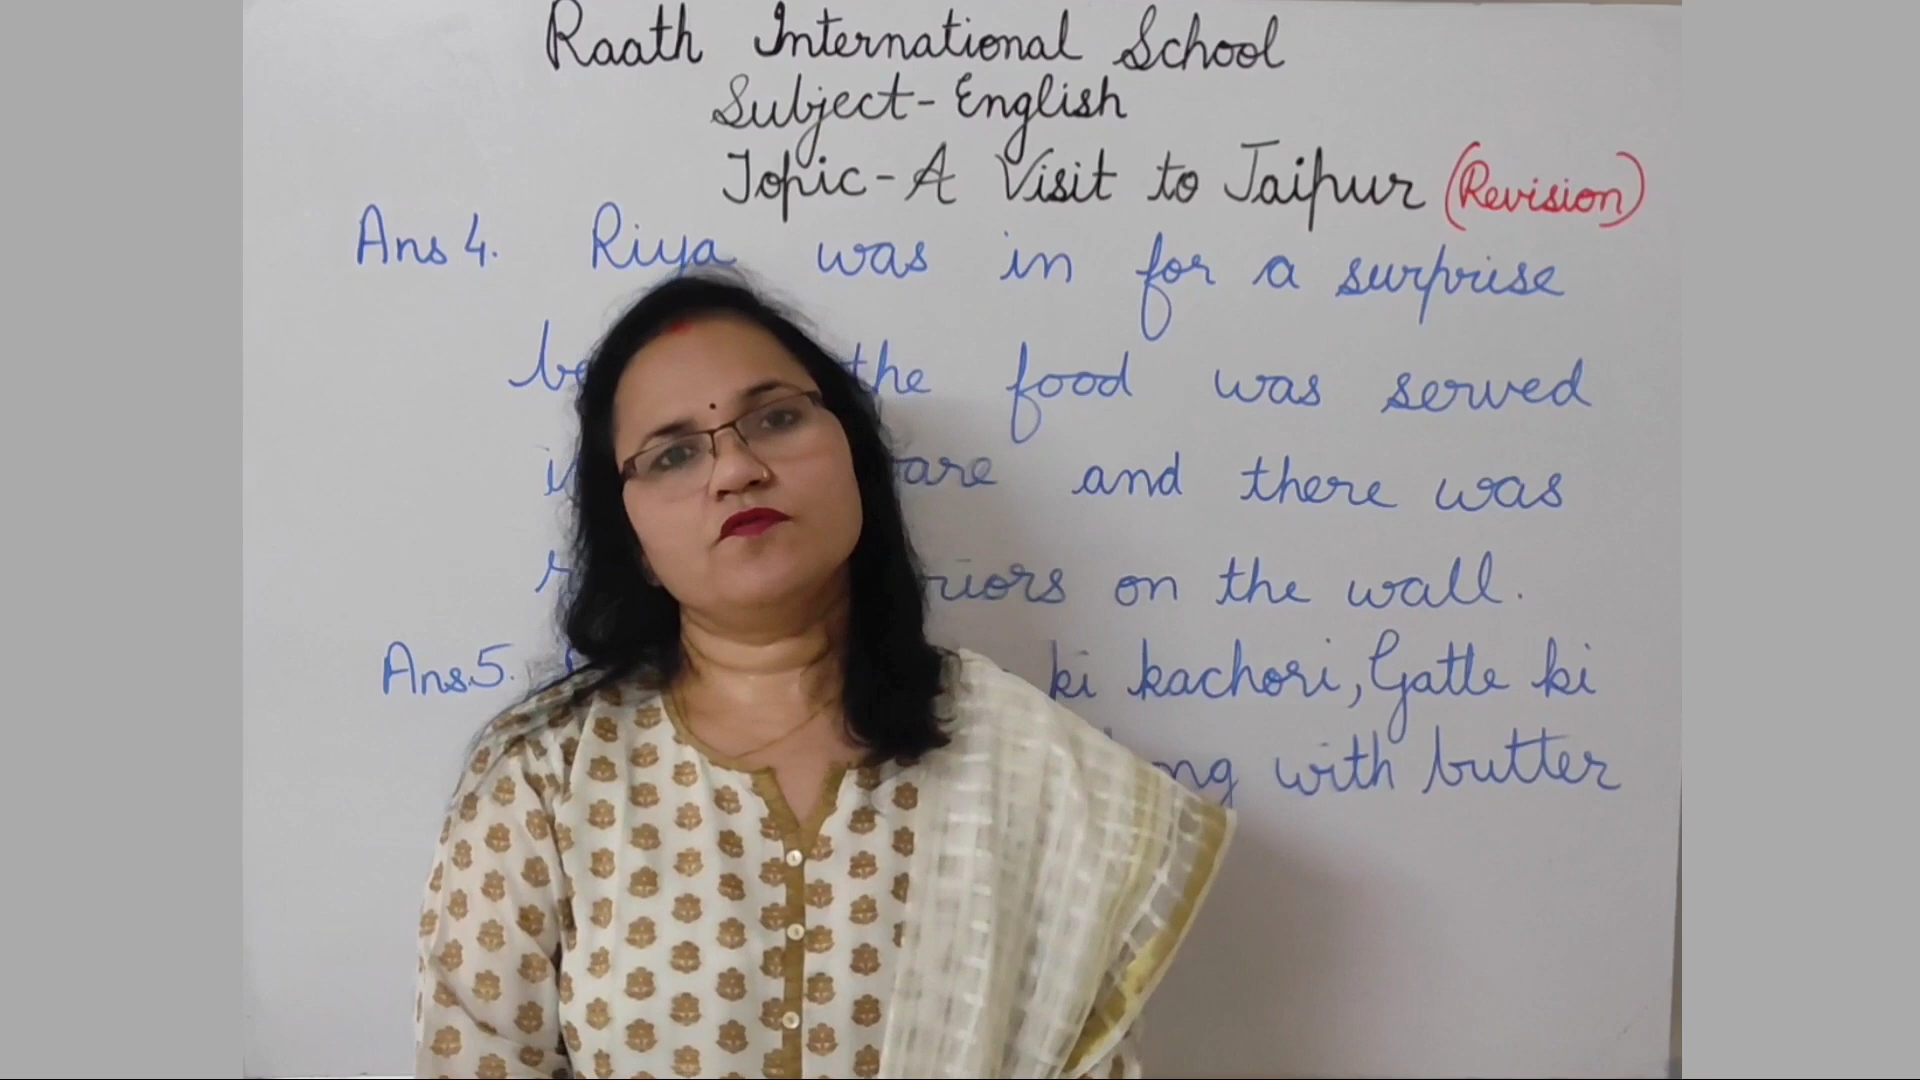 Raath International School
Subject- English
Topic- A Visit to Jaipur (Revision)
Ans 4. Riya was in for a surprise
the food was served
and there was
on the wall.
Ans.5. ki kachori, Gatte ki
with butter